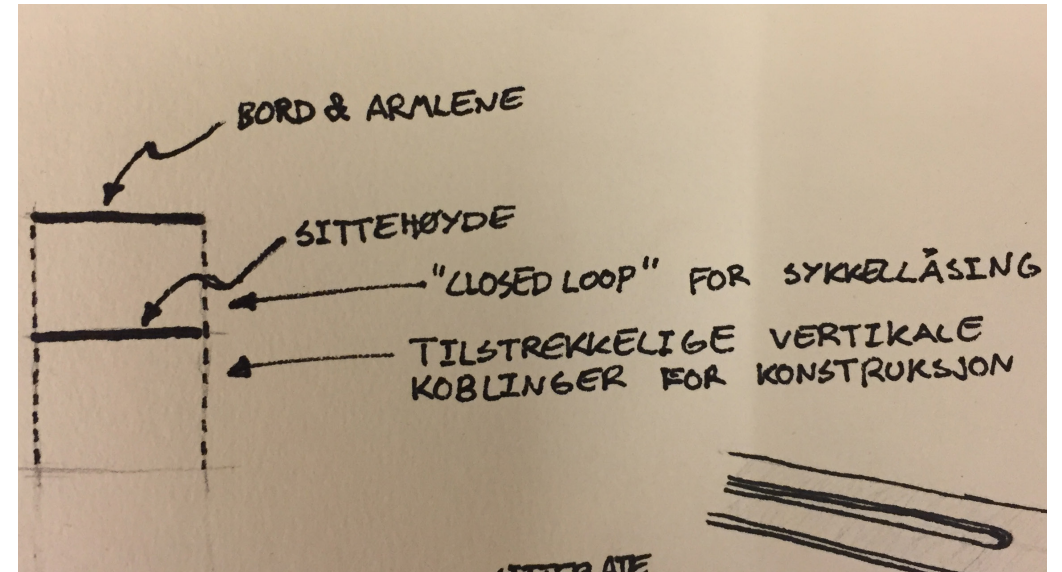 BORD & ARMLENE
SITTEHØYDE
"CLOSED LOOP" FOR SYKKELLÅSING
TILSTREKKELIGE VERTIKALE
KOBLINGER FOR KONSTRUKSJON